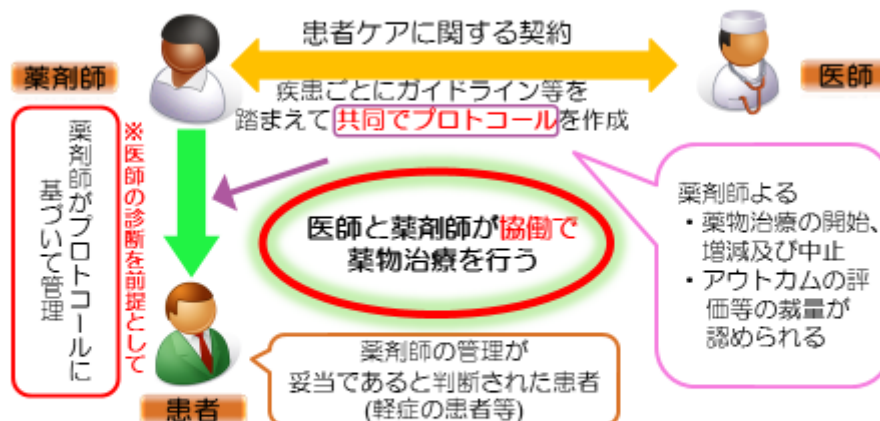 患者ケアに関する契約
薬剤師
医師
疾患ごとにガイドライン等を
踏まえて共同でプロトコールを作成
薬剤師がプロトコールに
基づいて管理
※医師の診断を前提として
医師と薬剤師が協働で
薬物治療を行う
薬剤師よる
・薬物治療の開始、
増減及び中止
・アウトカムの評
価等の裁量が
認められる
薬剤師の管理が
妥当であると判断された患者
(軽症の患者等)
患者